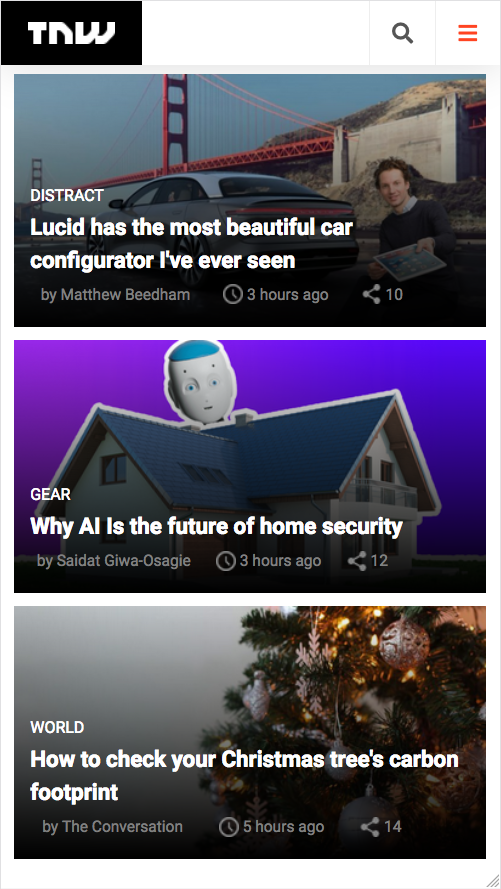 TNW
DISTRACT
Lucid has the most beautiful car
configurator I've ever seen
by Matthew Beedham 3 hours ago 10
GEAR
Why AI Is the future of home security
by Saidat Giwa-Osagie 3 hours ago 12
WORLD
How to check your Christmas tree's carbon
footprint
by The Conversation 5 hours ago 14